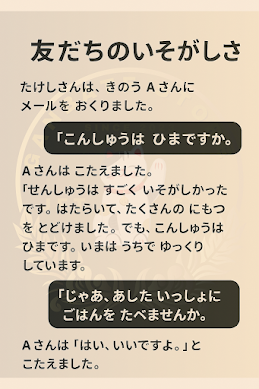 友だちのいそがしさ
たけしさんは、きのう Aさんに
メールを おくりました。
「こんしゅうは ひまですか。
Aさんは こたえました。
「せんしゅうは すごく いそがしかった
です。はたらいて、たくさんの にもつ
を とどけました。でも、こんしゅうは
ひまです。いまは うちで ゆっくり
しています。
「じゃあ、あした いっしょに
ごはんを たべませんか。
Aさんは「はい、いいですよ。」と
こたえました。